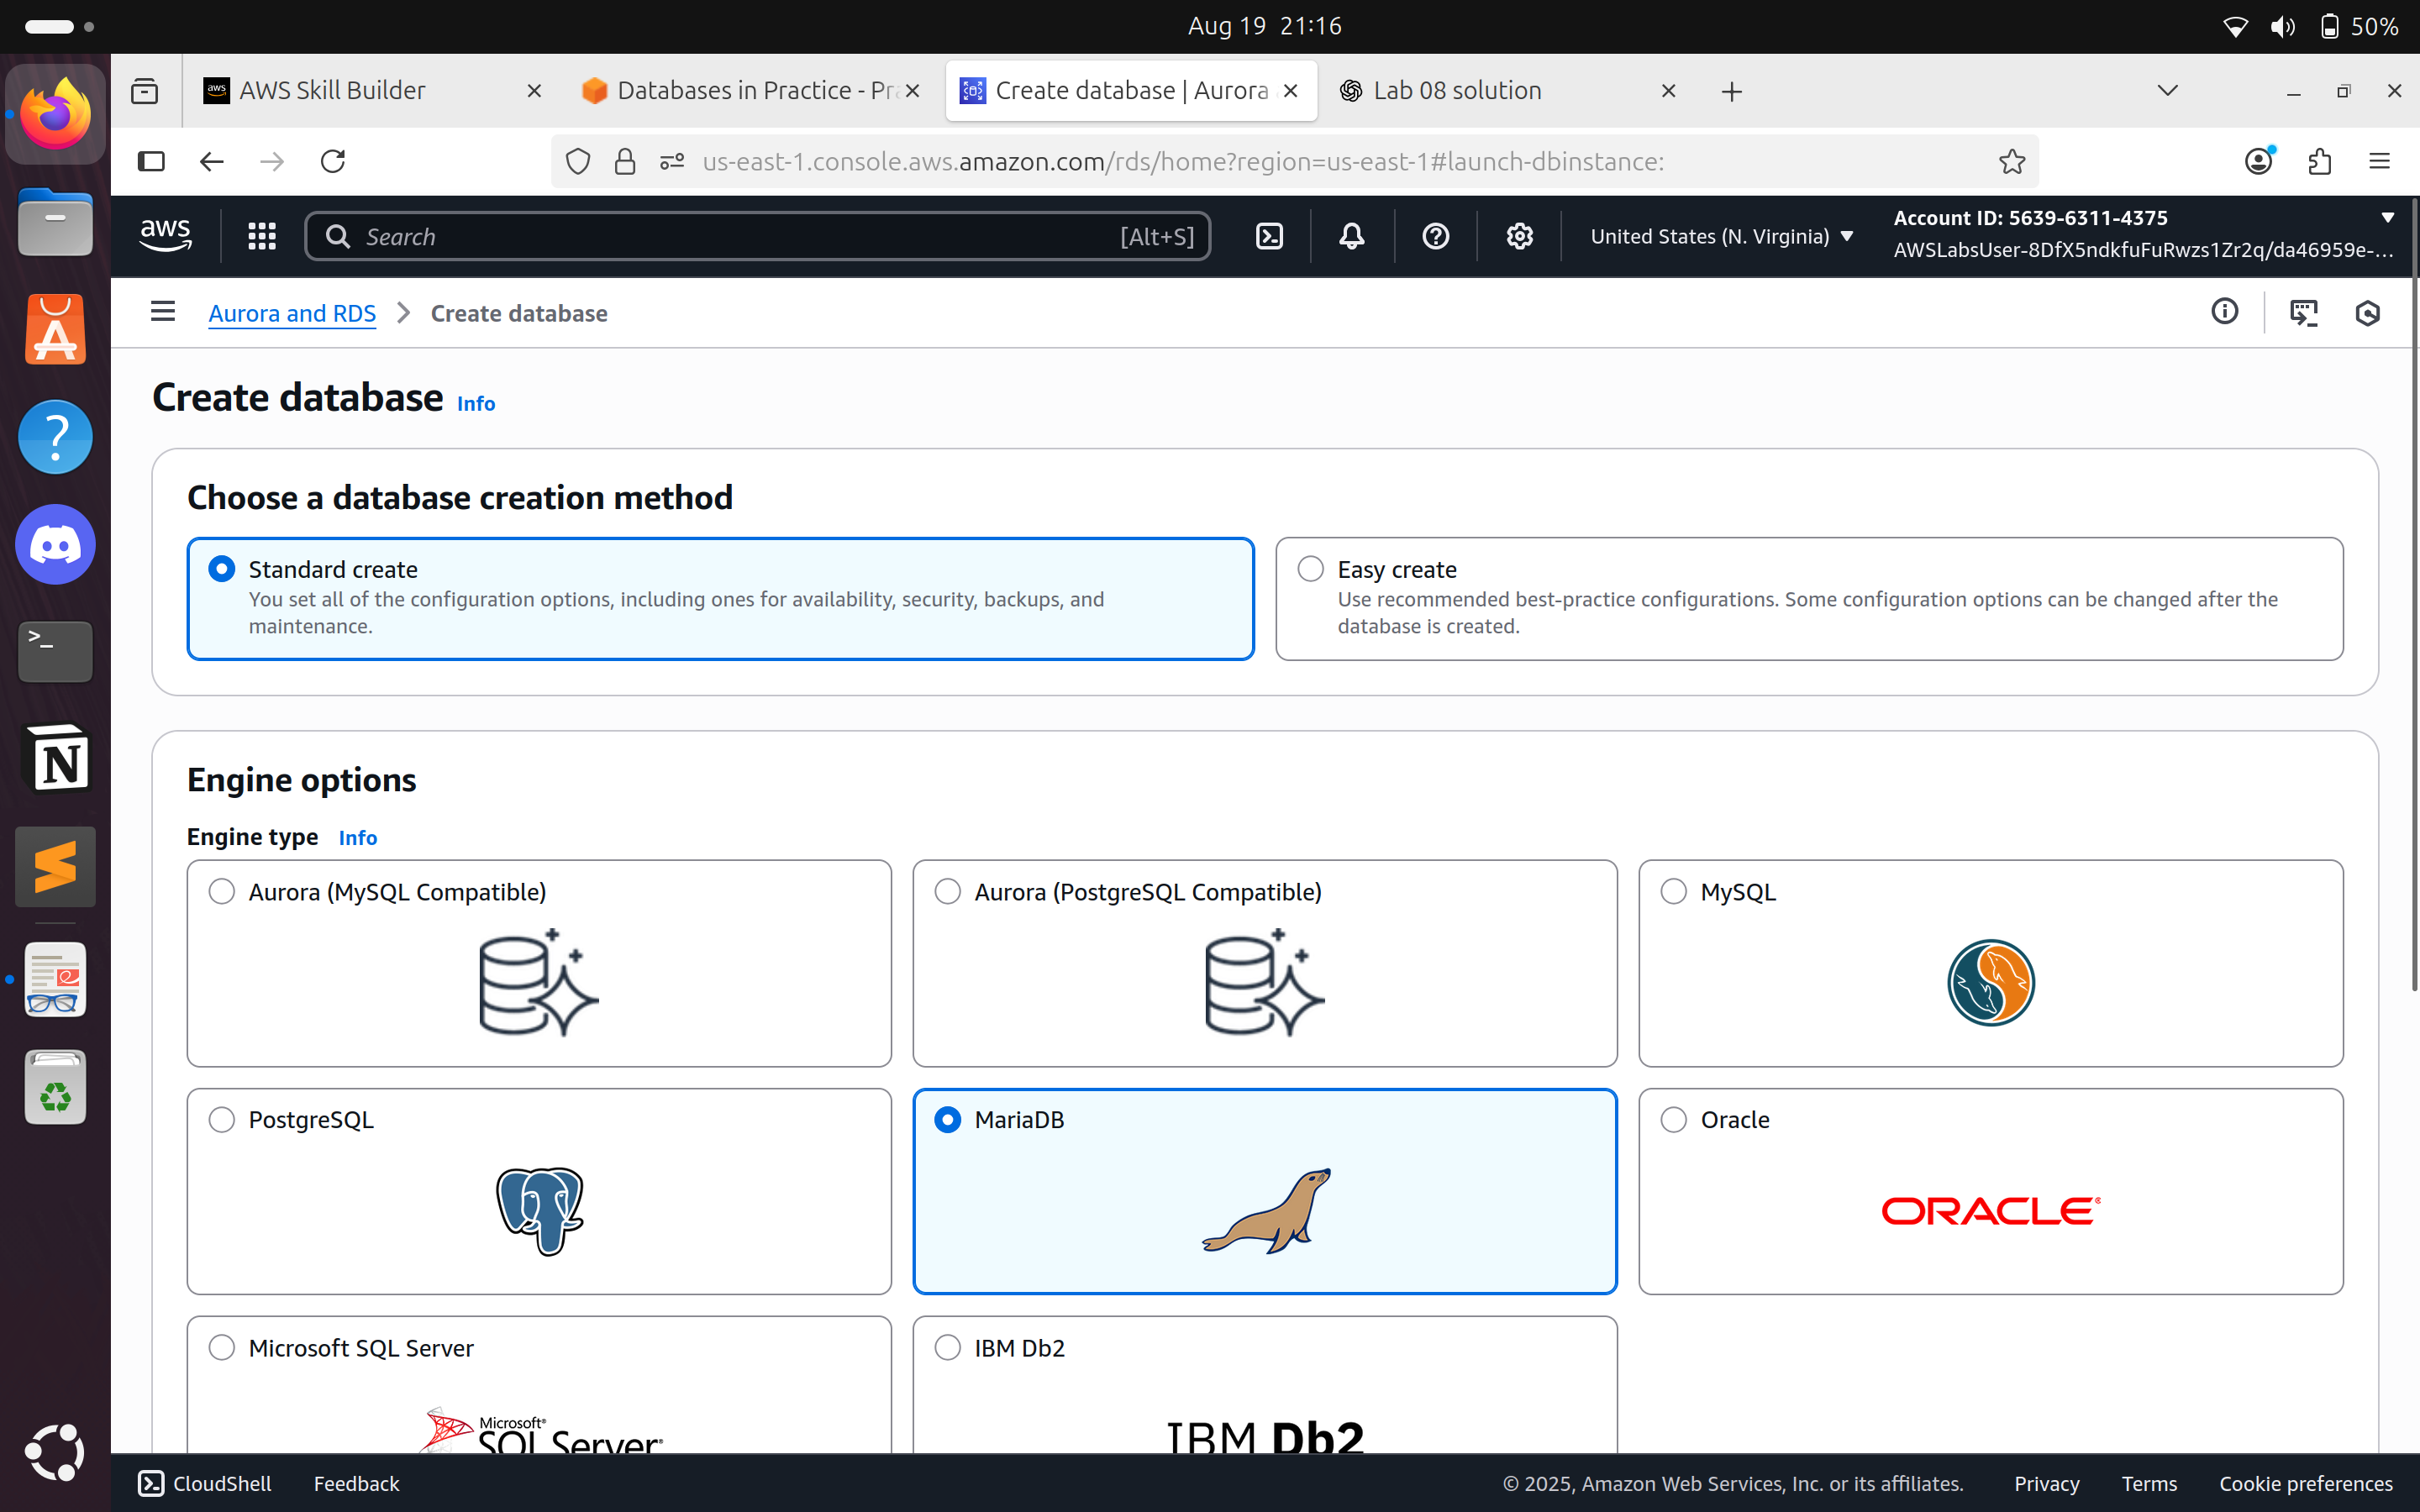 Aug 19 21:16
50%
AWS Skill Builder
Databases in Practice - Pra
Create database | Aurora
Lab 08 solution
us-east-1.console.aws.amazon.com/rds/home?region=us-east-1#launch-dbinstance:
aws
Search
[Alt+S]
United States (N. Virginia)
Account ID: 5639-6311-4375
AWSLabsUser-8DfX5ndkfuFuRwzs1Zr2q/da46959e-...
Aurora and RDS
Create database
Create database Info
Choose a database creation method
Standard create
You set all of the configuration options, including ones for availability, security, backups, and
maintenance.
Easy create
Use recommended best-practice configurations. Some configuration options can be changed after the
database is created.
Engine options
Engine type Info
Aurora (MySQL Compatible)
Aurora (PostgreSQL Compatible)
MySQL
PostgreSQL
MariaDB
Oracle
ORACLE
Microsoft SQL Server
IBM Db2
Microsoft®
SQL Server®
IBM Db2
CloudShell
Feedback
© 2025, Amazon Web Services, Inc. or its affiliates.
Privacy
Terms
Cookie preferences